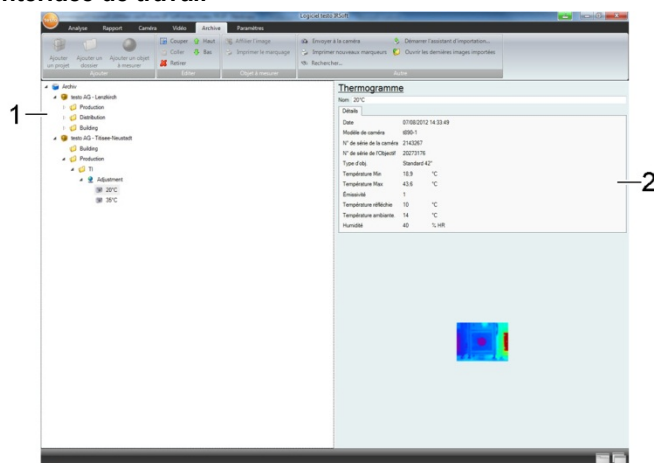 Interfaces de travail
Logiciel testo IRSoft
Analyse Rapport Caméra Vidéo Archive Paramètres
Ajouter un projet
Ajouter un dossier
Ajouter un objet à mesurer
Ajouter
Couper Haut
Coller Bas
Retirer
Editer
Affilier l'image
Imprimer le marquage
Objet à mesurer
Envoyer à la caméra
Imprimer nouveaux marqueurs
Rechercher...
Démarrer l'assistant d'importation...
Ouvrir les dernières images importées
Autre
1
Archiv
testo AG - Lenzkirch
Production
Distribution
Building
testo AG - Titisee-Neustadt
Building
Production
TI
Adjustment
20°C
35°C
Thermogramme
Nom : 20°C
Détails
Date 07/08/2012 14:33:49
Modèle de caméra t890-1
N° de série de la caméra 2143267
N° de série de l'Objectif 20273176
Type d'obj. Standard 42°
Température Min 10,9 °C
Température Max 43,6 °C
Émissivité 1
Température réfléchie 10 °C
Température ambiante 14 °C
Humidité 40 % HR
2